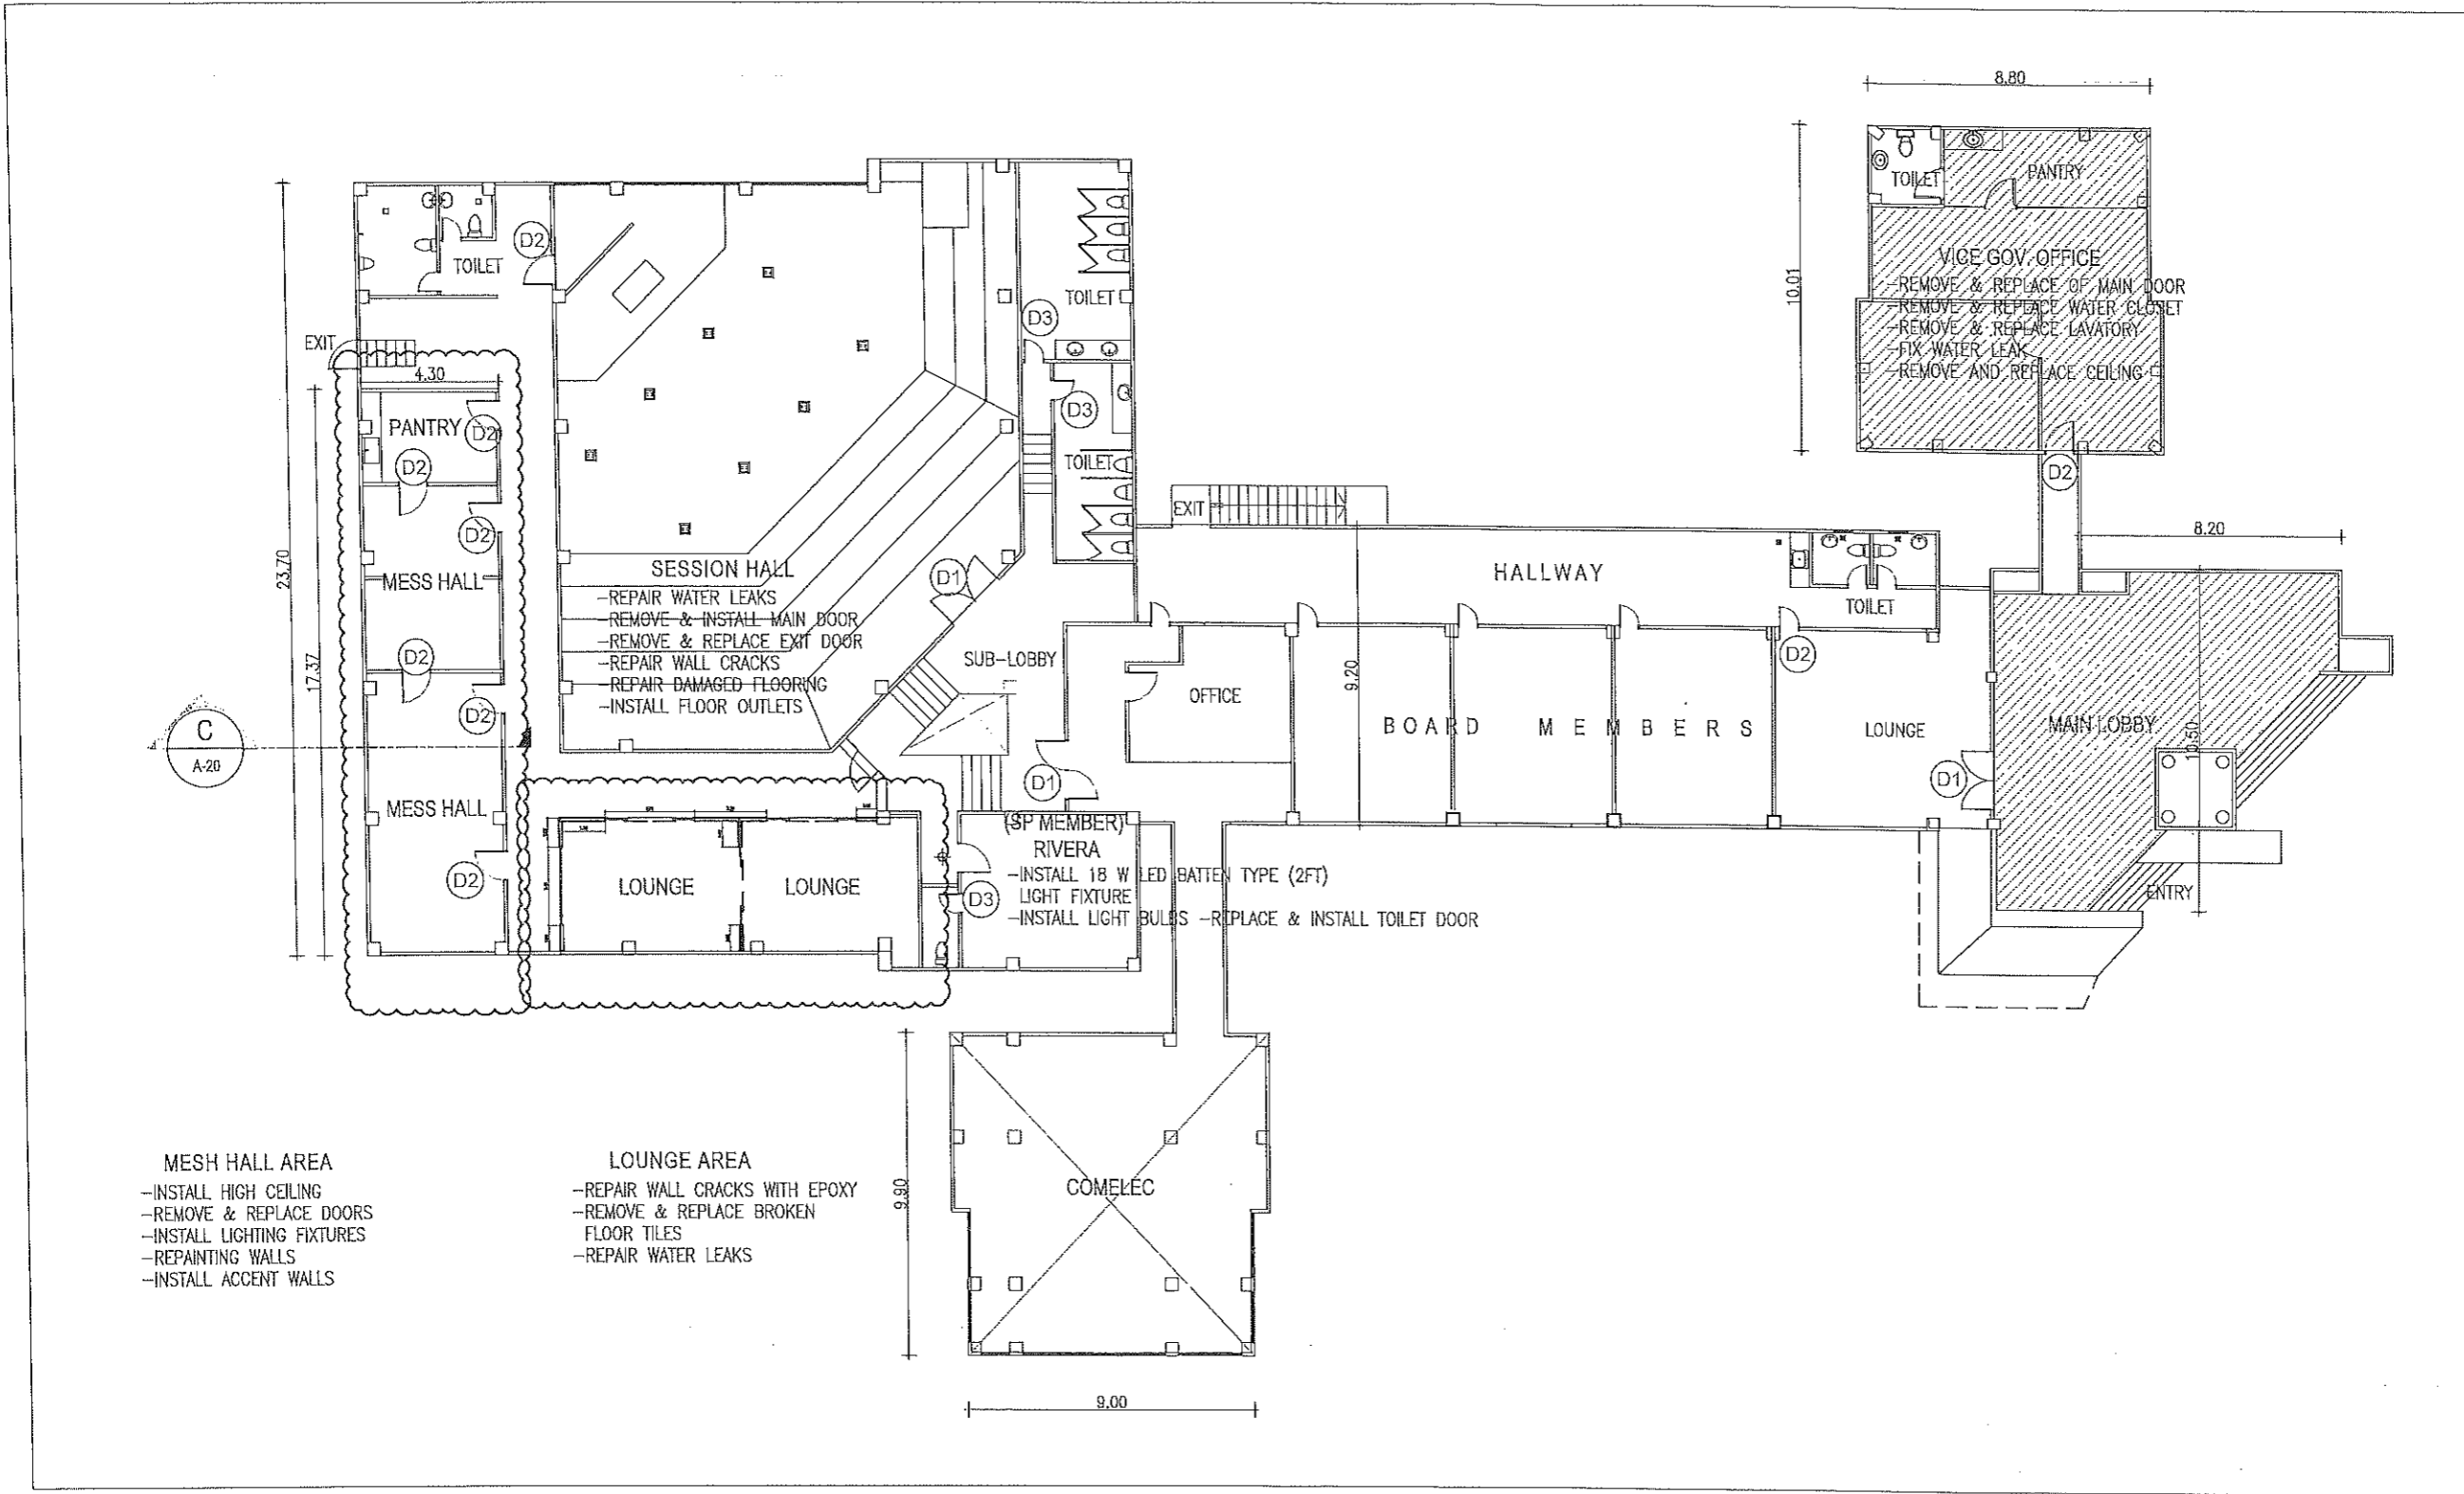 8.80
TOILET
PANTRY
10.01
VICE GOV. OFFICE
-REMOVE & REPLACE OF MAIN DOOR
-REMOVE & REPLACE WATER CLOSET
-REMOVE & REPLACE LAVATORY
-FIX WATER LEAK
-REMOVE AND REPLACE CEILING
D2
8.20
TOILET
D2
EXIT
4.30
PANTRY
D2
D2
D2
MESS HALL
D2
D2
MESS HALL
D2
23.70
17.37
C
A-20
SESSION HALL
-REPAIR WATER LEAKS
-REMOVE & INSTALL MAIN DOOR
-REMOVE & REPLACE EXIT DOOR
-REPAIR WALL CRACKS
-REPAIR DAMAGED FLOORING
-INSTALL FLOOR OUTLETS
D1
TOILET
D3
D3
TOILET
EXIT
HALLWAY
TOILET
SUB-LOBBY
OFFICE
9.20
BOARD MEMBERS
D2
LOUNGE
D1
MAIN LOBBY
10.50
ENTRY
D1
LOUNGE
LOUNGE
(SP MEMBER)
RIVERA
-INSTALL 18 W LED BATTEN TYPE (2FT)
LIGHT FIXTURE
-INSTALL LIGHT BULBS -REPLACE & INSTALL TOILET DOOR
D3
COMELEC
9.90
9.00
MESH HALL AREA
-INSTALL HIGH CEILING
-REMOVE & REPLACE DOORS
-INSTALL LIGHTING FIXTURES
-REPAINTING WALLS
-INSTALL ACCENT WALLS
LOUNGE AREA
-REPAIR WALL CRACKS WITH EPOXY
-REMOVE & REPLACE BROKEN
FLOOR TILES
-REPAIR WATER LEAKS